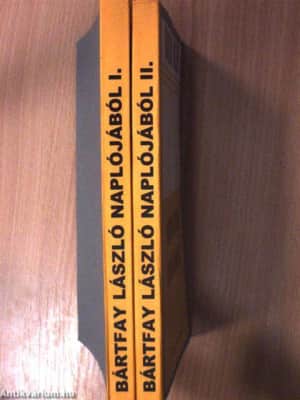 BÁRTFAY LÁSZLÓ NAPLÓJÁBÓL I.
BÁRTFAY LÁSZLÓ NAPLÓJÁBÓL II.
Antikvarium.hu